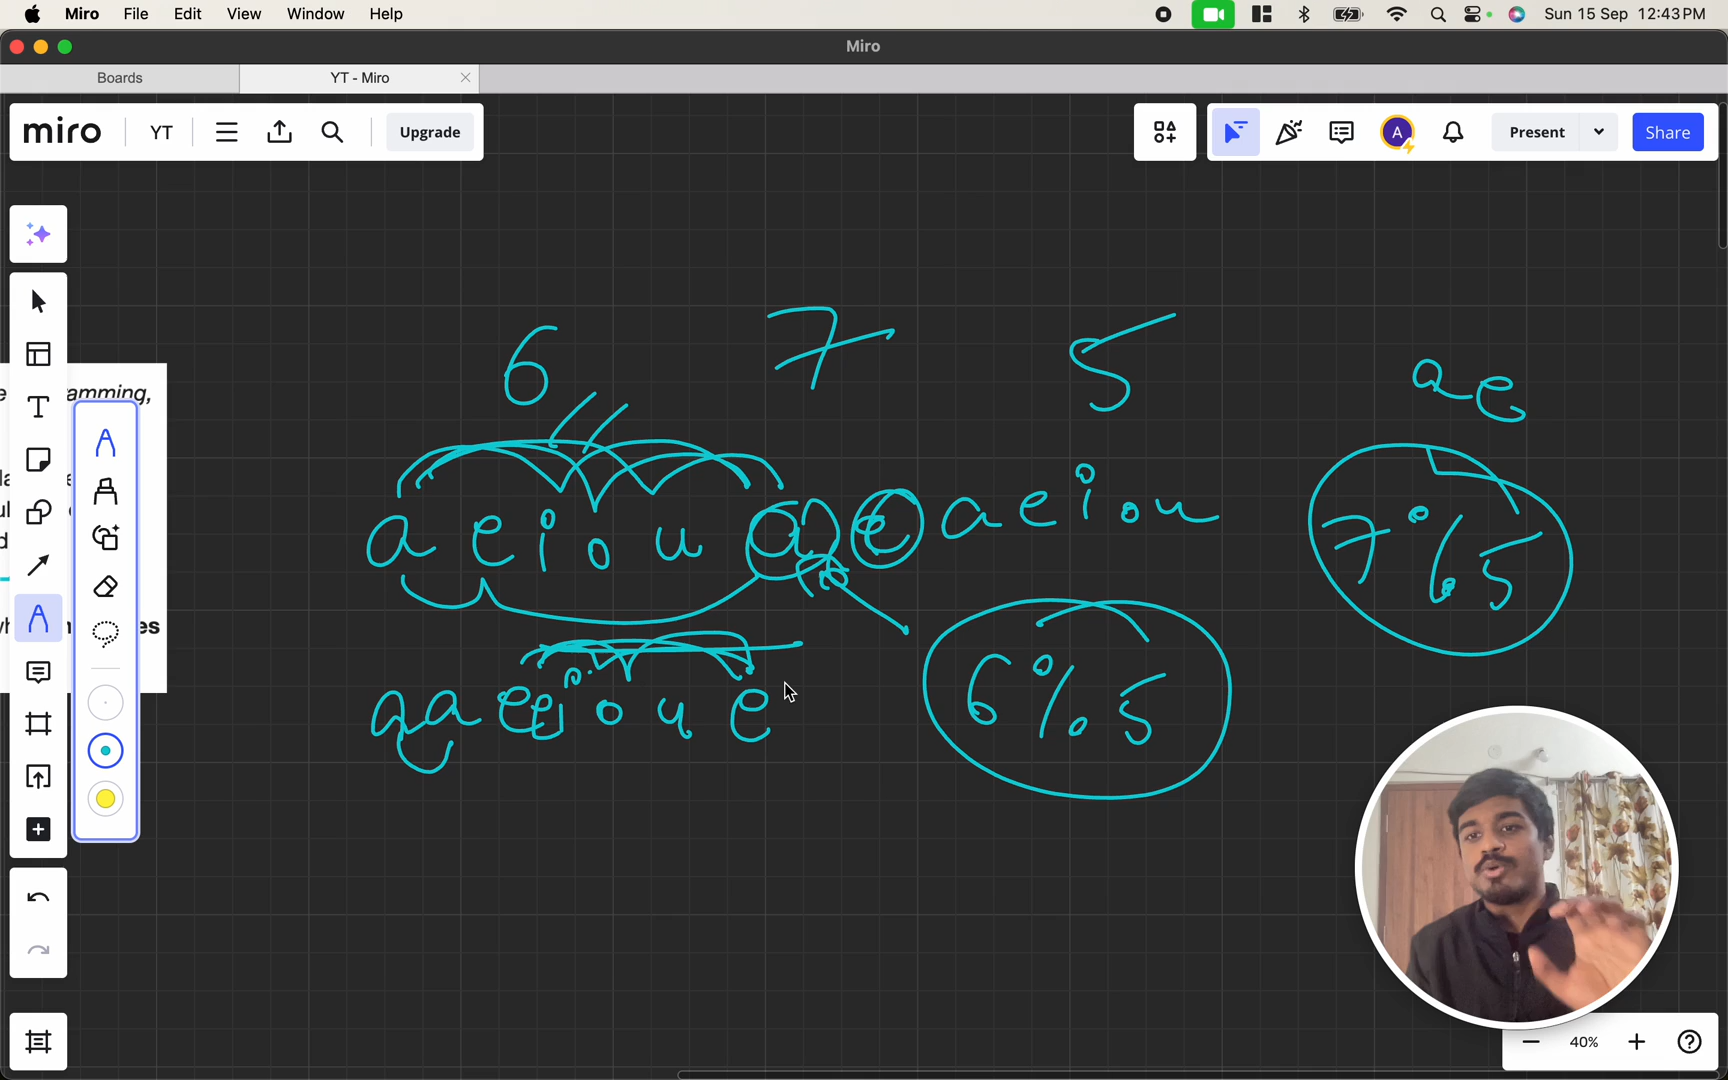 Miro File Edit View Window Help Sun 15 Sep 12:43 PM
Miro
Boards YT - Miro
miro YT Upgrade A Present Share
amming,
es
6 7 5 a e
a e i o u a e a e i o u 7 % 5
a a e e i o u e 6 % 5
40%